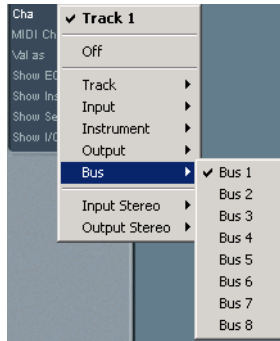 Cha
MIDI Ch
Val as
Show EQ
Show Ins
Show Se
Show I/O
✔ Track 1
Off
Track
Input
Instrument
Output
Bus
Input Stereo
Output Stereo
✔ Bus 1
Bus 2
Bus 3
Bus 4
Bus 5
Bus 6
Bus 7
Bus 8